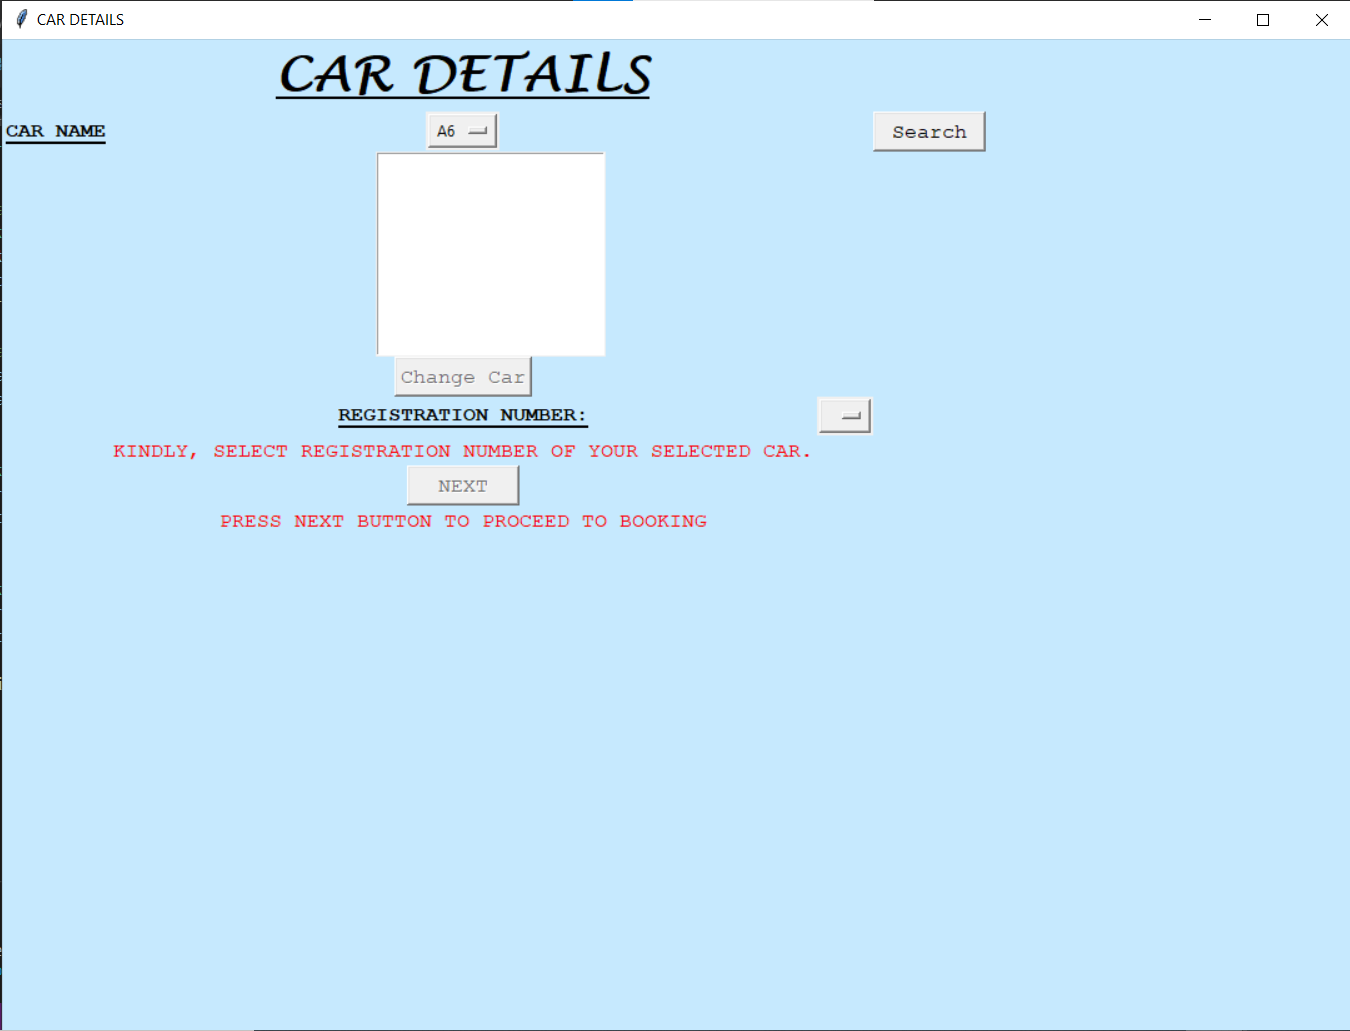 CAR DETAILS
CAR DETAILS
CAR NAME
A6
Search
Change Car
REGISTRATION NUMBER:
KINDLY, SELECT REGISTRATION NUMBER OF YOUR SELECTED CAR.
NEXT
PRESS NEXT BUTTON TO PROCEED TO BOOKING